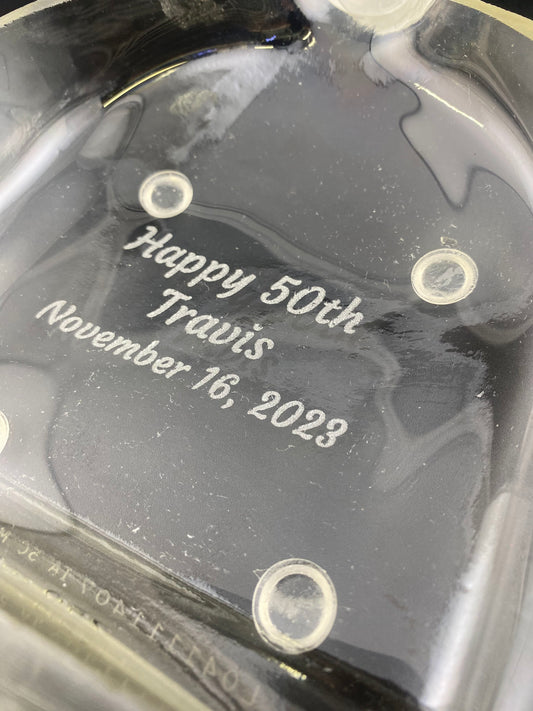 Happy 50th
Travis
November 16, 2023